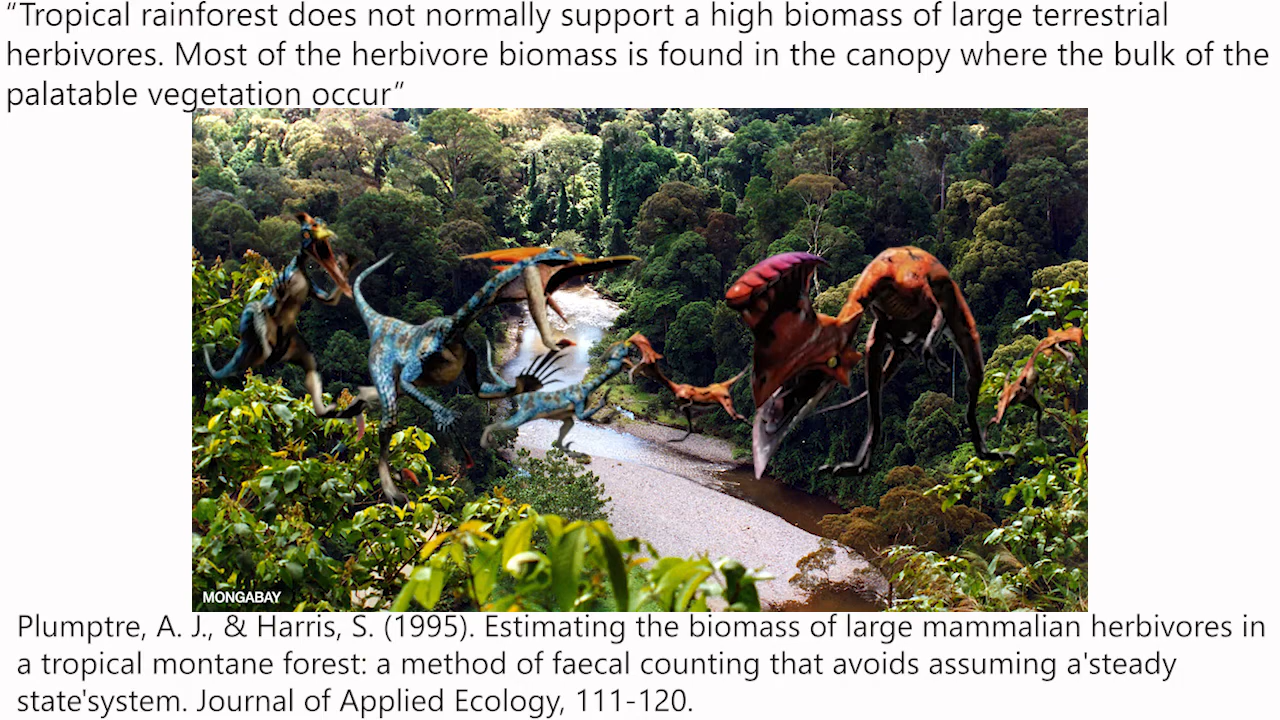 “Tropical rainforest does not normally support a high biomass of large terrestrial
herbivores. Most of the herbivore biomass is found in the canopy where the bulk of the
palatable vegetation occur”
MONGABAY
Plumptre, A. J., & Harris, S. (1995). Estimating the biomass of large mammalian herbivores in
a tropical montane forest: a method of faecal counting that avoids assuming a'steady
state'system. Journal of Applied Ecology, 111-120.